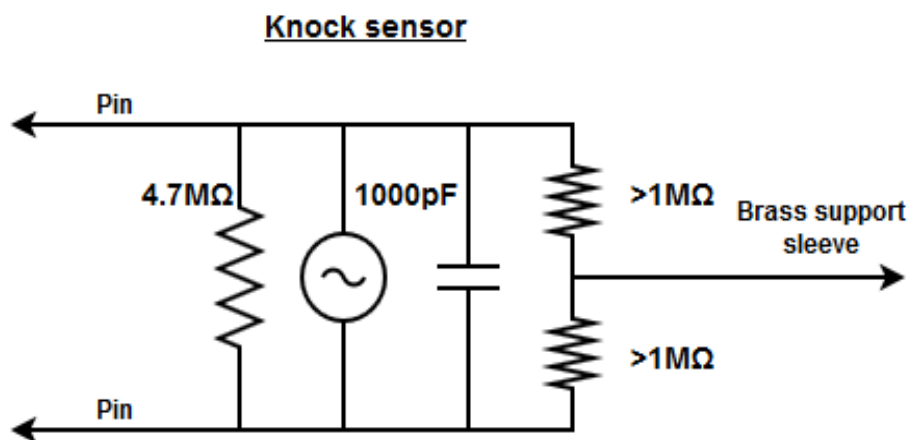 Knock sensor
Pin
4.7MΩ
1000pF
>1MΩ
Brass support
sleeve
>1MΩ
Pin